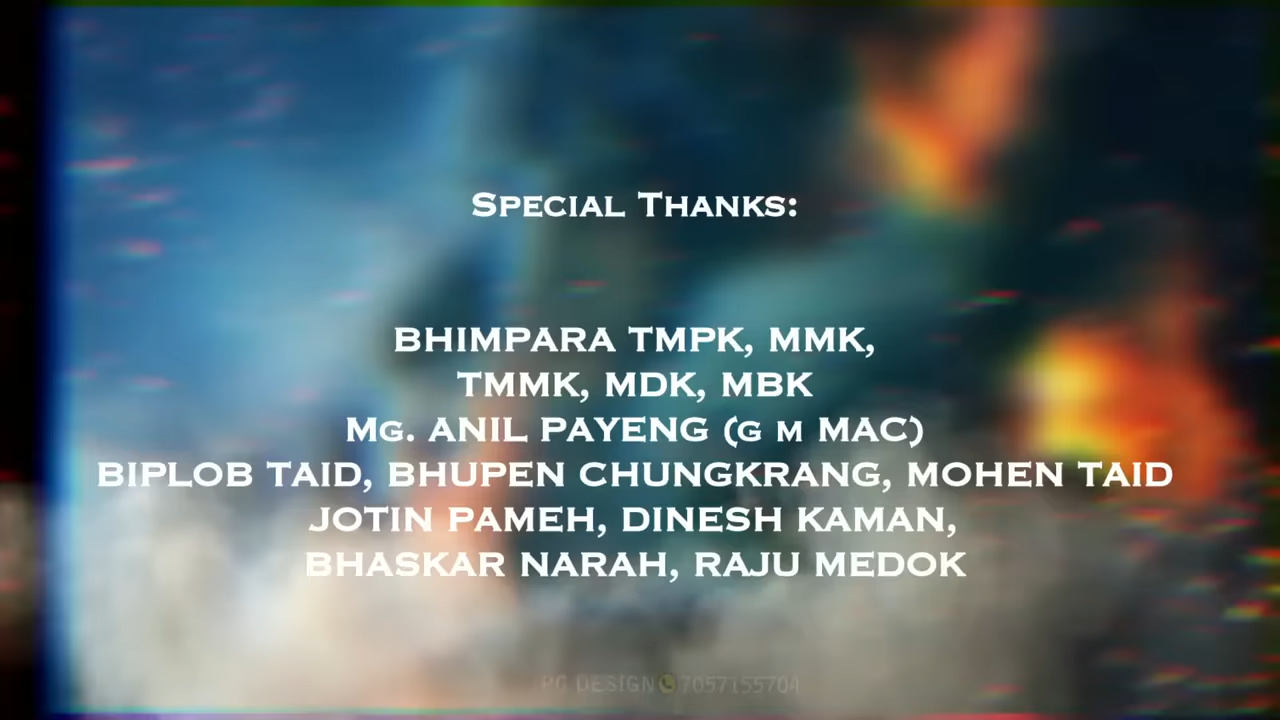 Special Thanks:
BHIMPARA TMPK, MMK,
TMMK, MDK, MBK
Mg. ANIL PAYENG (G M MAC)
BIPLOB TAID, BHUPEN CHUNGKRANG, MOHEN TAID
JOTIN PAMEH, DINESH KAMAN,
BHASKAR NARAH, RAJU MEDOK
PG DESIGN 7057155704